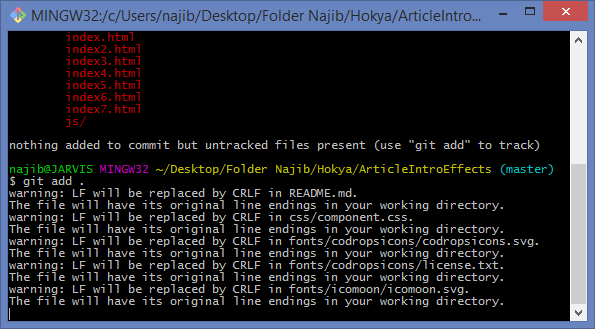 MINGW32:/c/Users/najib/Desktop/Folder Najib/Hokya/ArticleIntro...
index.html
index2.html
index3.html
index4.html
index5.html
index6.html
index7.html
js/
nothing added to commit but untracked files present (use "git add" to track)
najib@JARVIS MINGW32 ~/Desktop/Folder Najib/Hokya/ArticleIntroEffects (master)
$ git add .
warning: LF will be replaced by CRLF in README.md.
The file will have its original line endings in your working directory.
warning: LF will be replaced by CRLF in css/component.css.
The file will have its original line endings in your working directory.
warning: LF will be replaced by CRLF in fonts/codropsicons/codropsicons.svg.
The file will have its original line endings in your working directory.
warning: LF will be replaced by CRLF in fonts/codropsicons/license.txt.
The file will have its original line endings in your working directory.
warning: LF will be replaced by CRLF in fonts/icomoon/icomoon.svg.
The file will have its original line endings in your working directory.